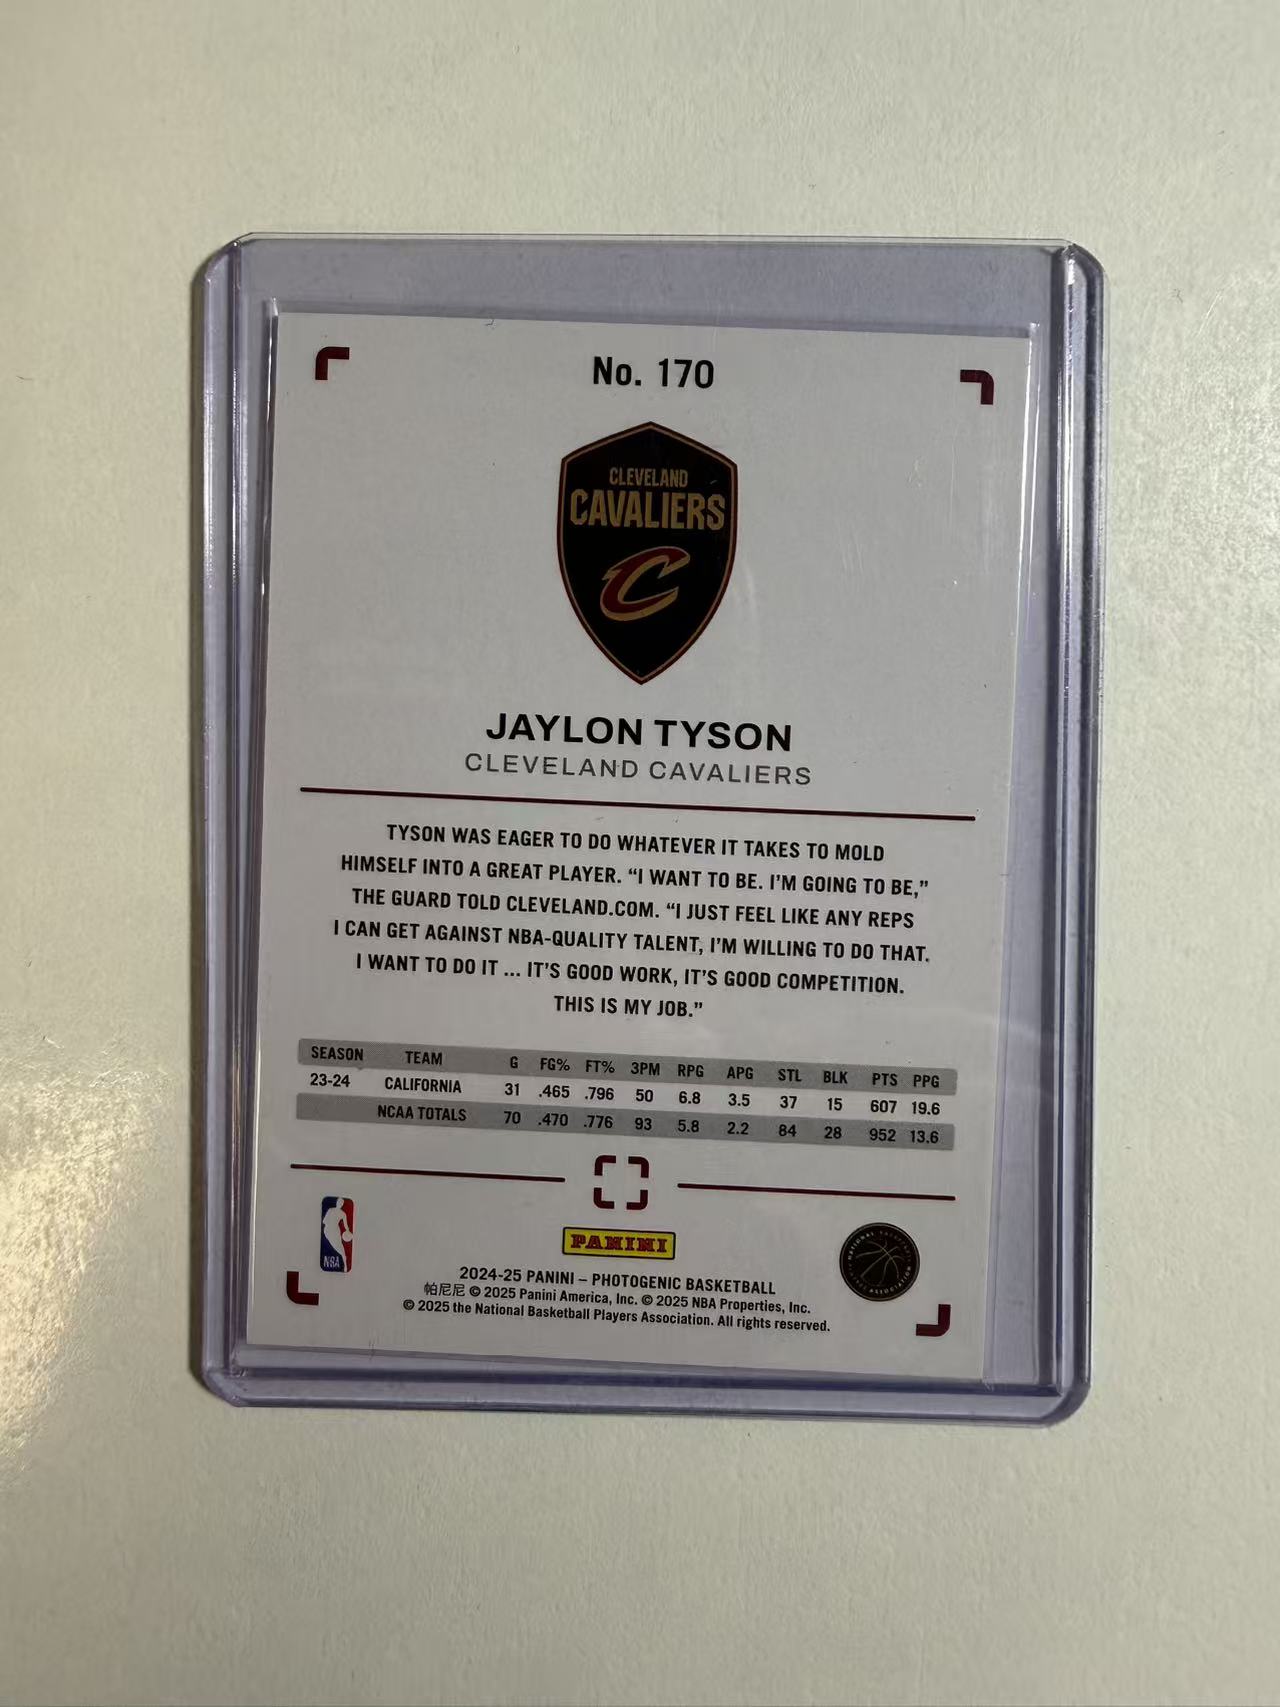 No. 170
CLEVELAND
CAVALIERS
C
JAYLON TYSON
CLEVELAND CAVALIERS
TYSON WAS EAGER TO DO WHATEVER IT TAKES TO MOLD
HIMSELF INTO A GREAT PLAYER. “I WANT TO BE. I’M GOING TO BE,”
THE GUARD TOLD CLEVELAND.COM. “I JUST FEEL LIKE ANY REPS
I CAN GET AGAINST NBA-QUALITY TALENT, I’M WILLING TO DO THAT.
I WANT TO DO IT ... IT’S GOOD WORK, IT’S GOOD COMPETITION.
THIS IS MY JOB.”
SEASON TEAM G FG% FT% 3PM RPG APG STL BLK PTS PPG
23-24 CALIFORNIA 31 .465 .796 50 6.8 3.5 37 15 607 19.6
NCAA TOTALS 70 .470 .776 93 5.8 2.2 84 28 952 13.6
NBA
PANINI
NATIONAL BASKETBALL PLAYERS ASSOCIATION
2024-25 PANINI – PHOTOGENIC BASKETBALL
帕尼尼 © 2025 Panini America, Inc. © 2025 NBA Properties, Inc.
© 2025 the National Basketball Players Association. All rights reserved.